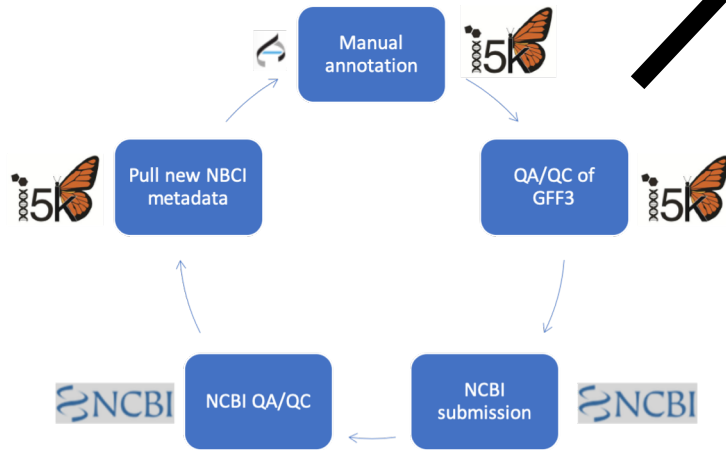 Manual
annotation
i5k
Pull new NBCI
metadata
i5k
QA/QC of
GFF3
i5k
NCBI
NCBI QA/QC
NCBI
submission
NCBI